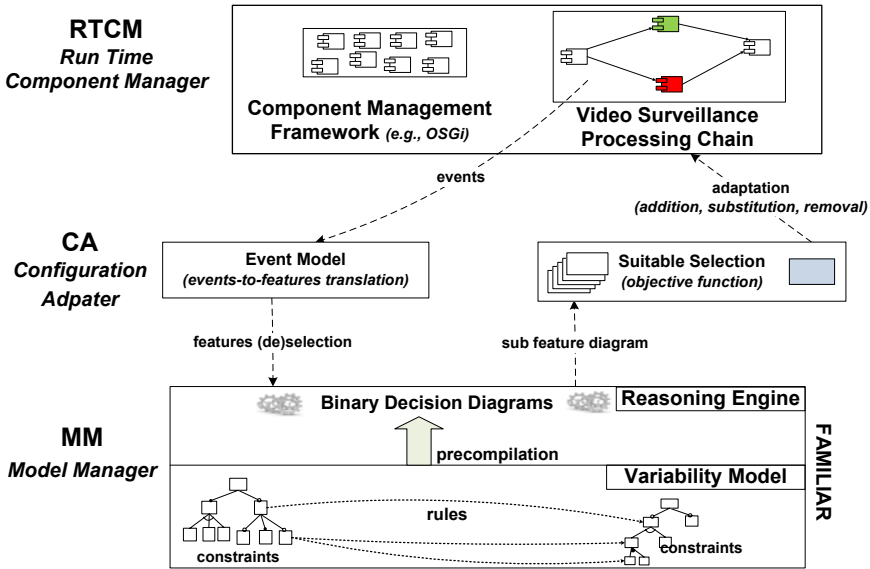 RTCM
Run Time
Component Manager
Component Management
Framework (e.g., OSGi)
Video Surveillance
Processing Chain
events
adaptation
(addition, substitution, removal)
CA
Configuration
Adpater
Event Model
(events-to-features translation)
Suitable Selection
(objective function)
features (de)selection
sub feature diagram
MM
Model Manager
Binary Decision Diagrams
Reasoning Engine
precompilation
Variability Model
FAMILIAR
rules
constraints
constraints